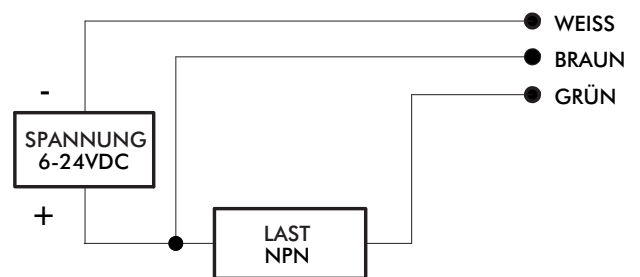 WEISS
BRAUN
GRÜN
-
SPANNUNG
6-24VDC
+
LAST
NPN